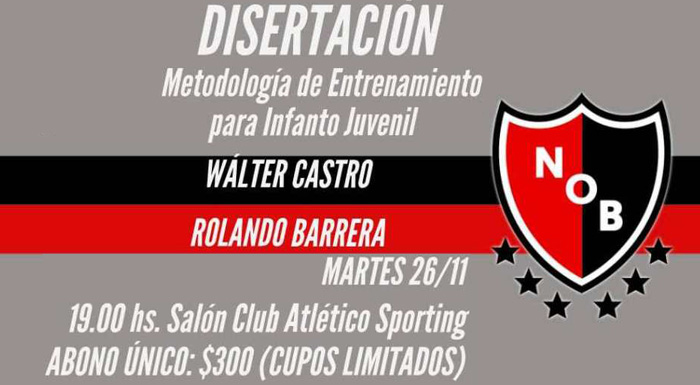 DISERTACIÓN
Metodología de Entrenamiento
para Infanto Juvenil
WÁLTER CASTRO
ROLANDO BARRERA
MARTES 26/11
19.00 hs. Salón Club Atlético Sporting
ABONO ÚNICO: $300 (CUPOS LIMITADOS)
NOB